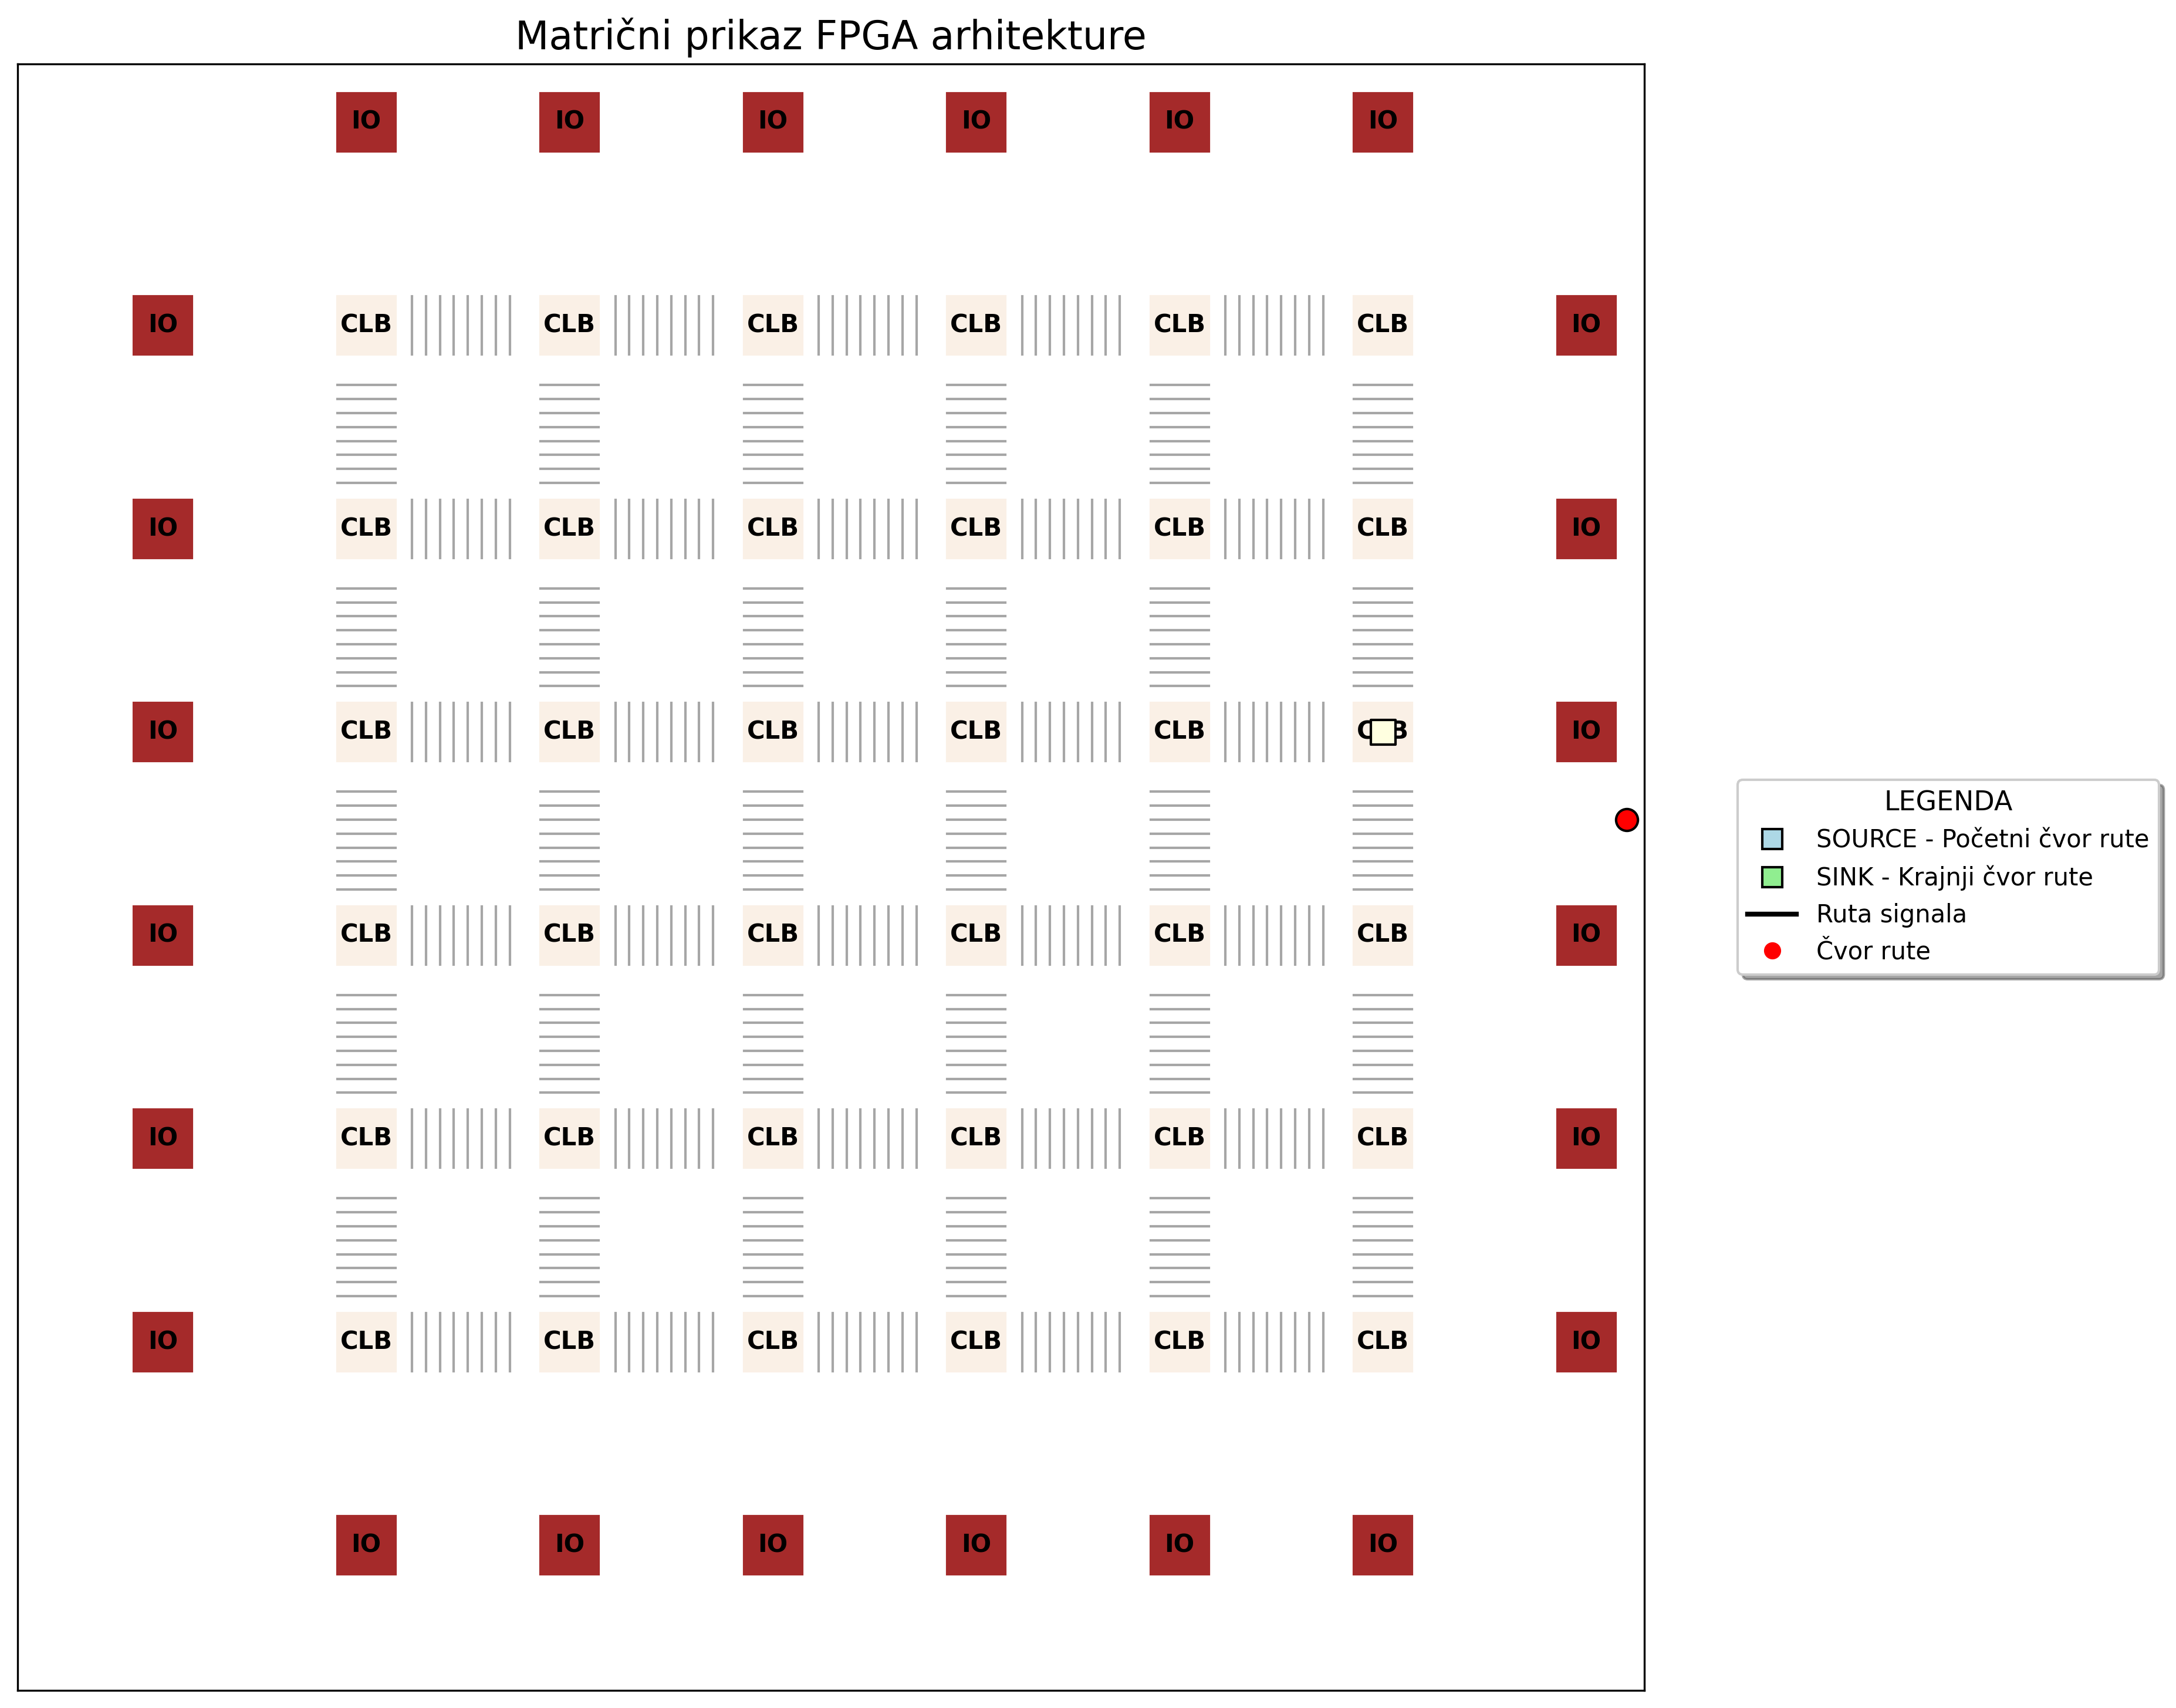 Matrični prikaz FPGA arhitekture
IO IO IO IO IO IO
IO CLB CLB CLB CLB CLB CLB IO
IO CLB CLB CLB CLB CLB CLB IO
IO CLB CLB CLB CLB CLB IO
IO CLB CLB CLB CLB CLB CLB IO
IO CLB CLB CLB CLB CLB CLB IO
IO CLB CLB CLB CLB CLB CLB IO
IO IO IO IO IO IO
LEGENDA
SOURCE - Početni čvor rute
SINK - Krajnji čvor rute
Ruta signala
Čvor rute